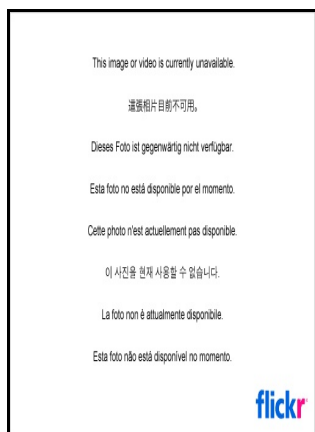 This image or video is currently unavailable.
這張相片目前不可用。
Dieses Foto ist gegenwärtig nicht verfügbar.
Esta foto no está disponible por el momento.
Cette photo n'est actuellement pas disponible.
이 사진을 현재 사용할 수 없습니다.
La foto non è attualmente disponibile.
Esta foto não está disponível no momento.
flickr